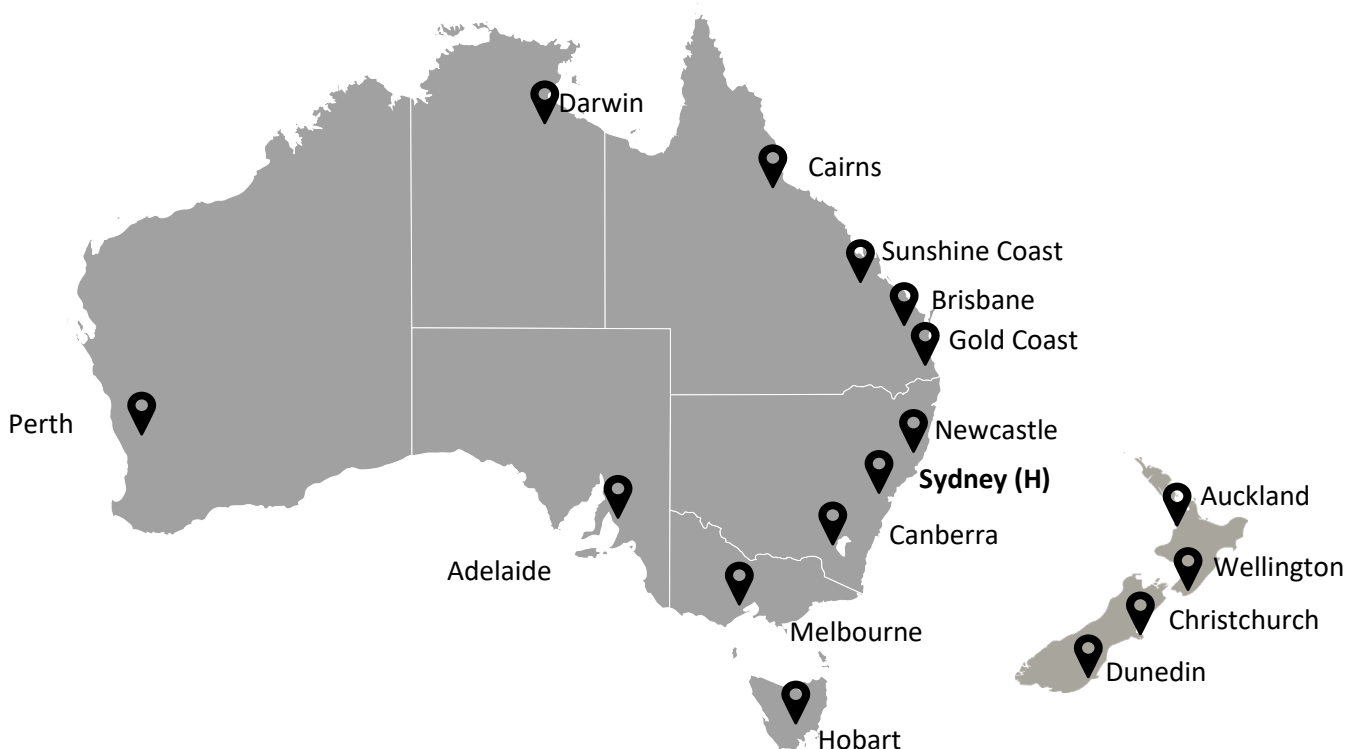 Darwin
Cairns
Sunshine Coast
Brisbane
Gold Coast
Perth
Newcastle
Sydney (H)
Auckland
Canberra
Wellington
Adelaide
Christchurch
Melbourne
Dunedin
Hobart